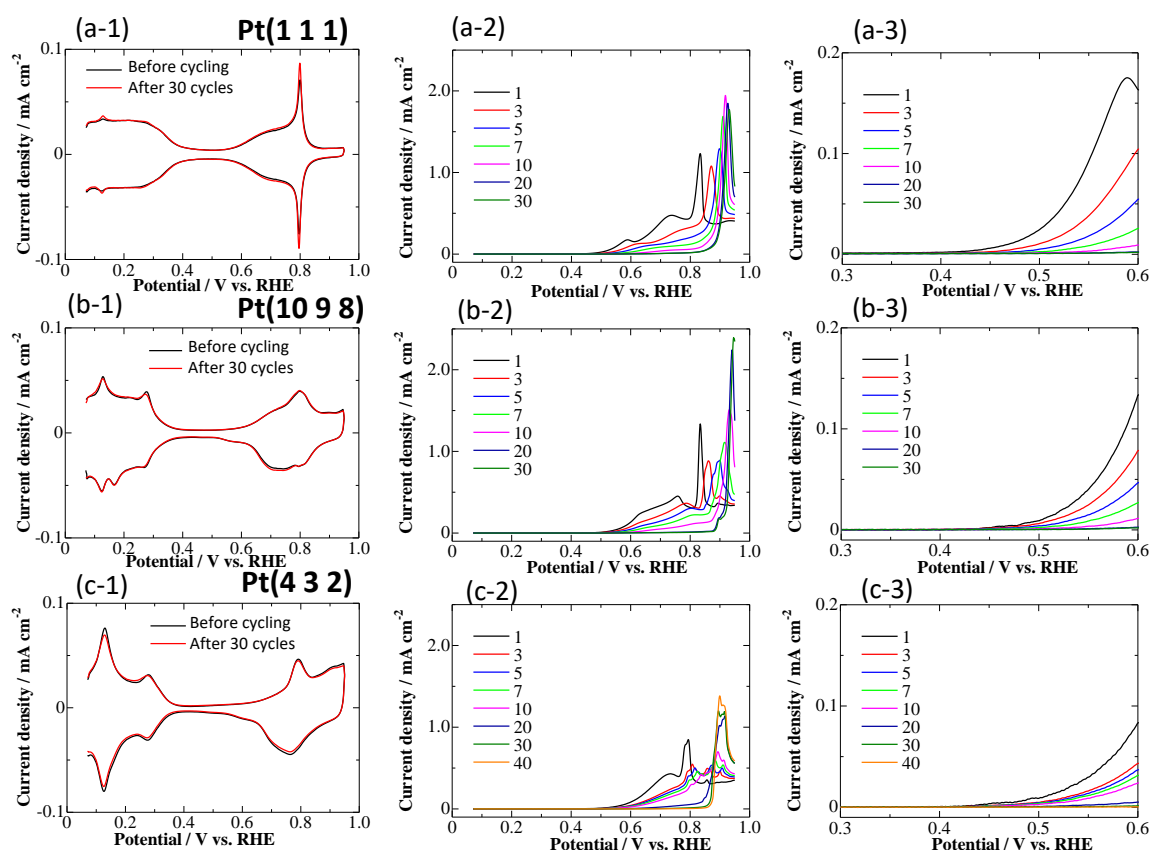 (a-1)
Pt(1 1 1)
0.1
Before cycling
After 30 cycles
Current density / mA cm-2
0
-0.1
0 0.2 0.4 0.6 0.8 1.0
Potential / V vs. RHE
(a-2)
2.0
1
3
5
7
10
20
30
Current density / mA cm-2
1.0
0.0
0 0.2 0.4 0.6 0.8 1.0
Potential / V vs. RHE
(a-3)
0.2
1
3
5
7
10
20
30
Current density / mA cm-2
0.1
0
0.3 0.4 0.5 0.6
Potential / V vs. RHE
(b-1)
Pt(10 9 8)
0.1
Before cycling
After 30 cycles
Current density / mA cm-2
0
-0.1
0 0.2 0.4 0.6 0.8 1.0
Potential / V vs. RHE
(b-2)
2.0
1
3
5
7
10
20
30
Current density / mA cm-2
1.0
0.0
0 0.2 0.4 0.6 0.8 1.0
Potential / V vs. RHE
(b-3)
0.2
1
3
5
7
10
20
30
Current density / mA cm-2
0.1
0
0.3 0.4 0.5 0.6
Potential / V vs. RHE
(c-1)
Pt(4 3 2)
0.1
Before cycling
After 30 cycles
Current density / mA cm-2
0
-0.1
0 0.2 0.4 0.6 0.8 1.0
Potential / V vs. RHE
(c-2)
2.0
1
3
5
7
10
20
30
40
Current density / mA cm-2
1.0
0.0
0 0.2 0.4 0.6 0.8 1.0
Potential / V vs. RHE
(c-3)
0.2
1
3
5
7
10
20
30
40
Current density / mA cm-2
0.1
0
0.3 0.4 0.5 0.6
Potential / V vs. RHE